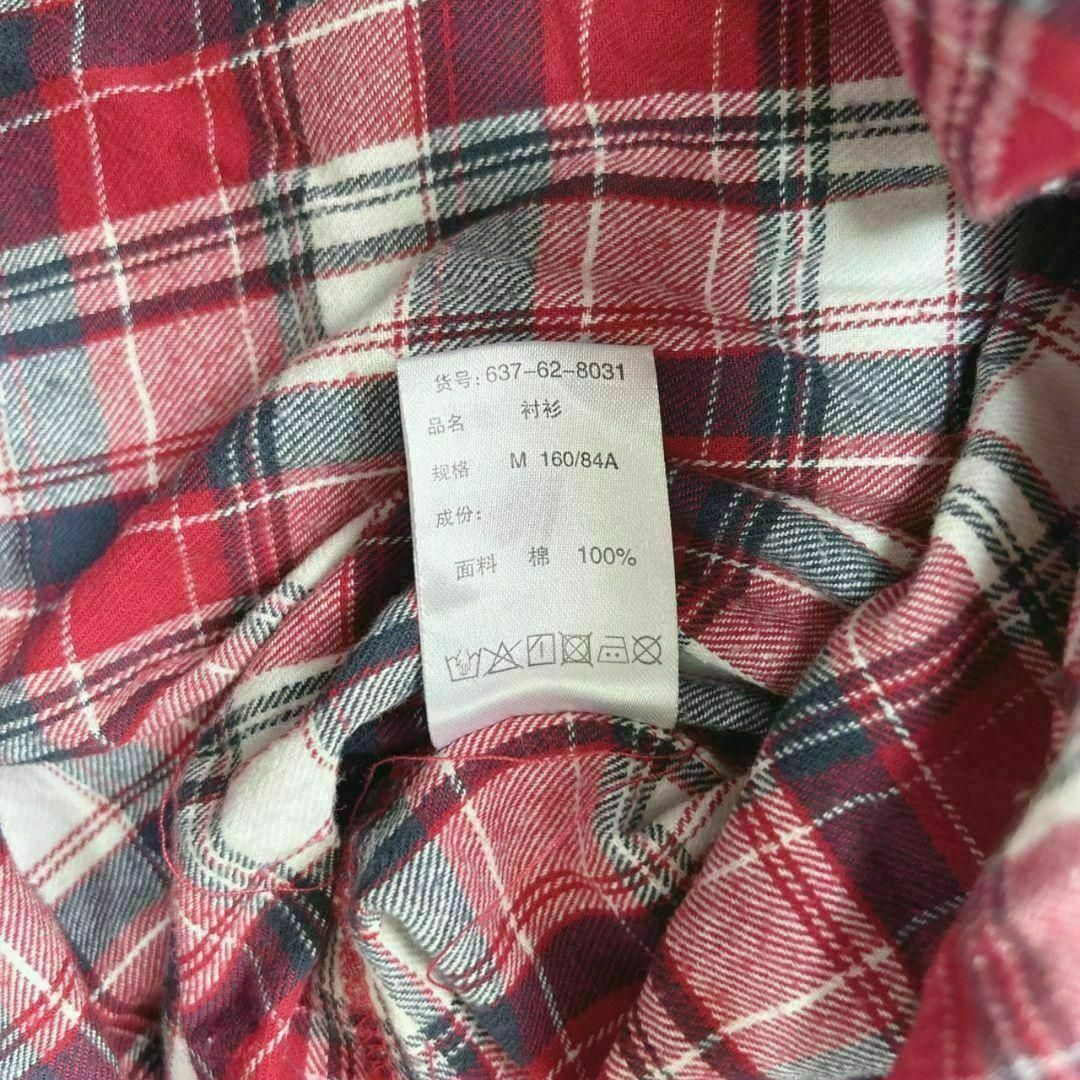 货号: 637-62-8031
品名 衬衫
规格 M 160/84A
成份:
面料 棉 100%